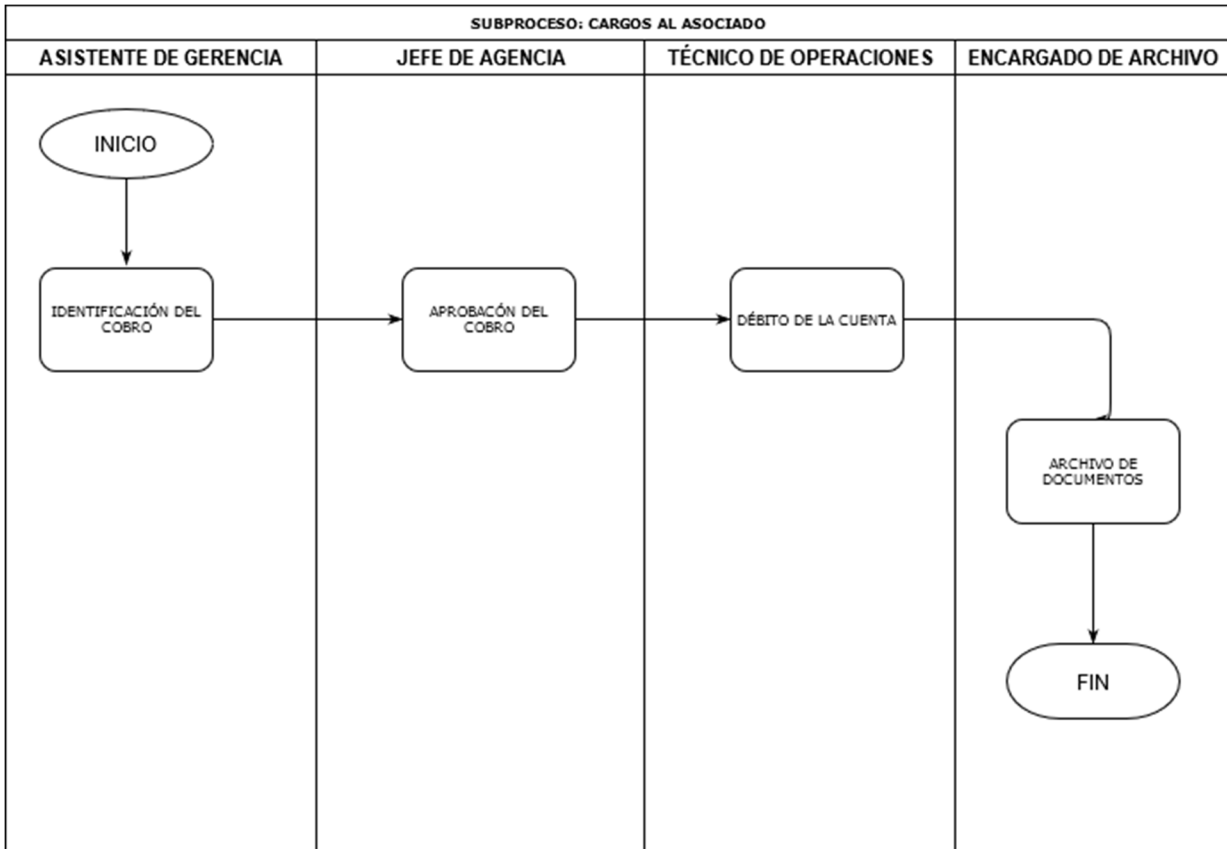 SUBPROCESO: CARGOS AL ASOCIADO
ASISTENTE DE GERENCIA
JEFE DE AGENCIA
TÉCNICO DE OPERACIONES
ENCARGADO DE ARCHIVO
INICIO
IDENTIFICACIÓN DEL
COBRO
APROBACÓN DEL
COBRO
DÉBITO DE LA CUENTA
ARCHIVO DE
DOCUMENTOS
FIN